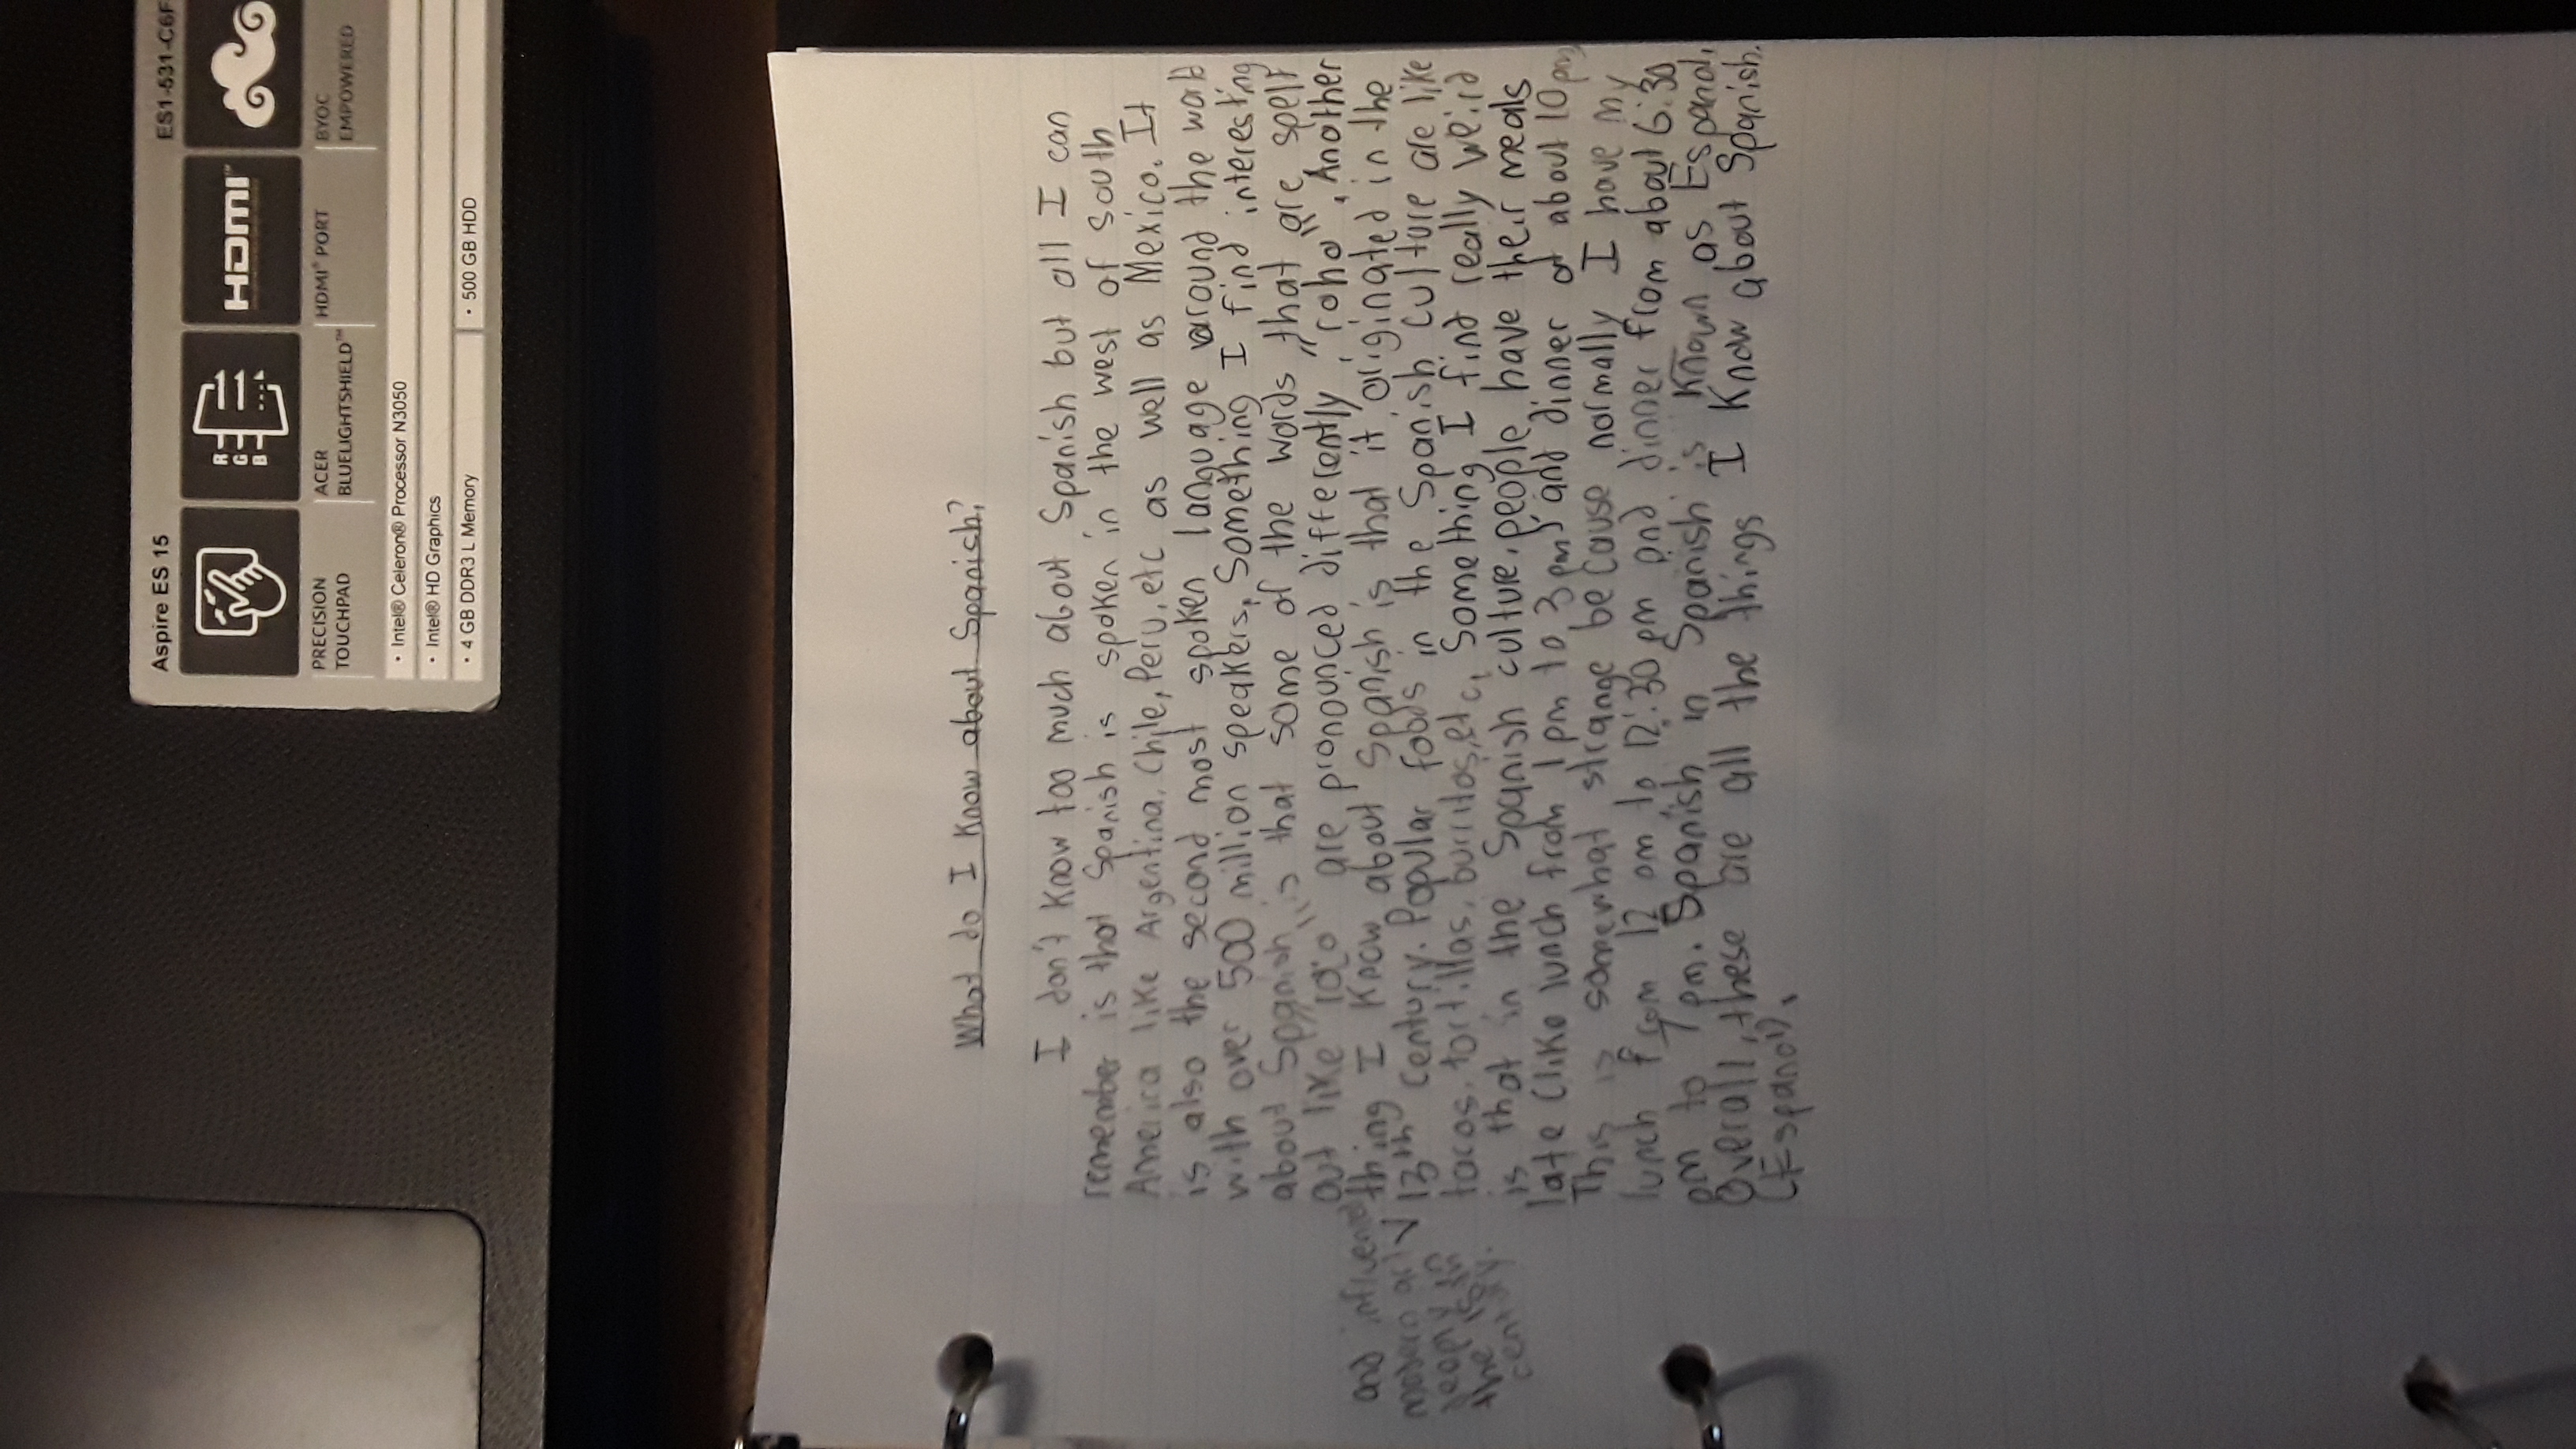 Aspire ES 15
ES1-531-C6F
R
G
B
HDMI™
PRECISION
TOUCHPAD
ACER
BLUELIGHTSHIELD™
HDMI® PORT
BYOC
EMPOWERED
• Intel® Celeron® Processor N3050
• Intel® HD Graphics
• 4 GB DDR3 L Memory
• 500 GB HDD
What do I Know about Spanish?
I don't know too much about Spanish but all I can
remember is that Spanish is spoken in the west of south
America like Argentina, Chile, Peru, etc as well as Mexico. It
is also the second most spoken language around the world
with over 500 million speakers. Something I find interesting
about Spanish is that some of the words that are spelt
out like "rojo" are pronounced differently, "roho". Another
thing I Know about Spanish is that it originated in the
13th century. Popular foods in the Spanish culture are like
and influenced
modern art
deeply in
the 15th
century.
tacos, tortillas, burritos, etc. Something I find really weird
is that in the Spanish culture, people have their meals
late (like lunch from 1 pm to 3 pm) and dinner at about 10 pm
This is somewhat strange because normally I have my
lunch from 12 am to 12:30 pm and dinner from about 6:30
pm to 7 pm. Spanish in Spanish is Known as Espanol.
Overall, these are all the things I Know about Spanish.
(Espanol).